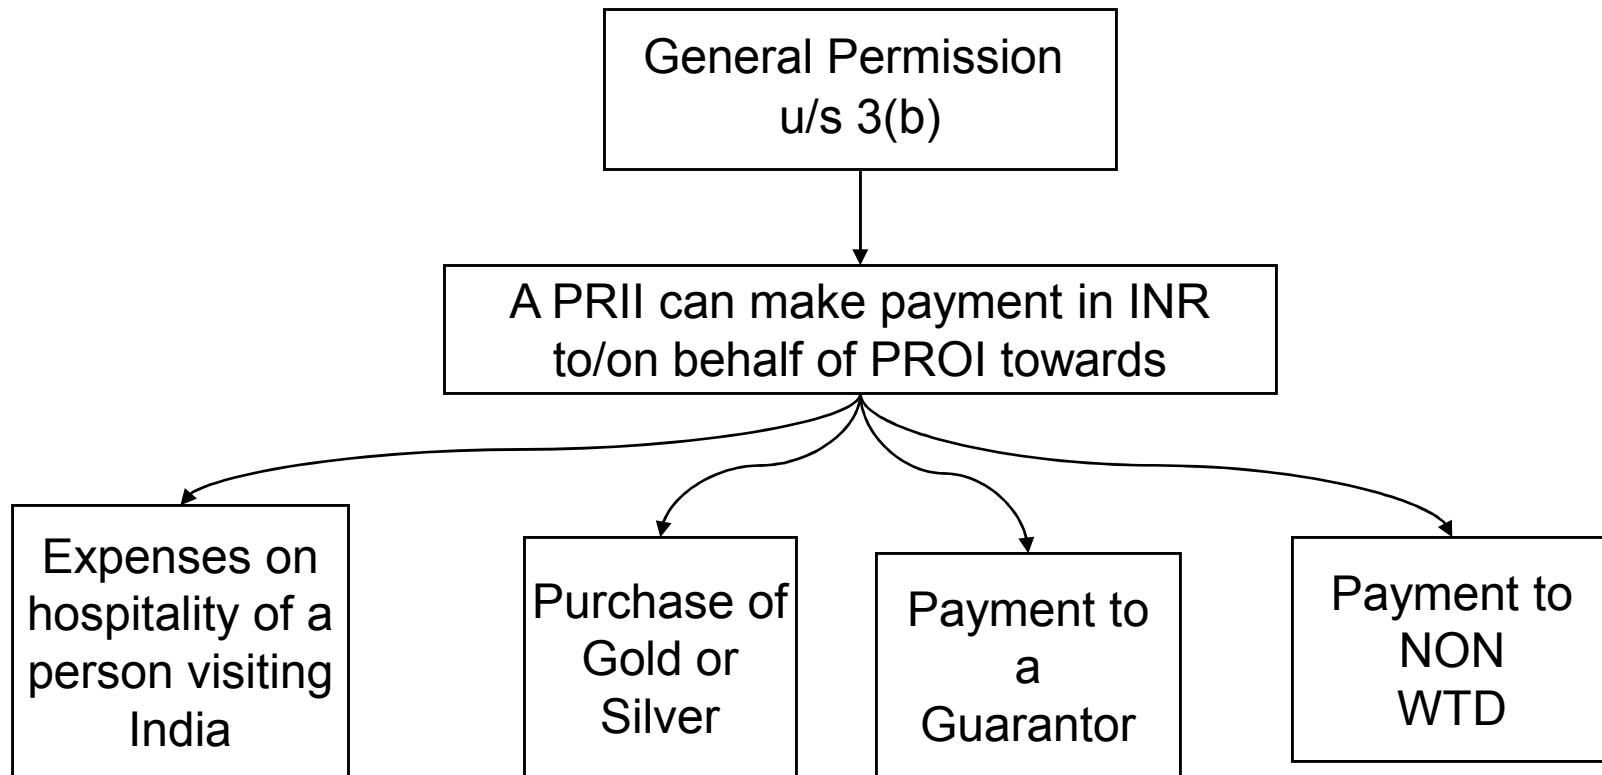 General Permission
u/s 3(b)
A PRII can make payment in INR
to/on behalf of PROI towards
Expenses on
hospitality of a
person visiting
India
Purchase of
Gold or
Silver
Payment to
a
Guarantor
Payment to
NON
WTD